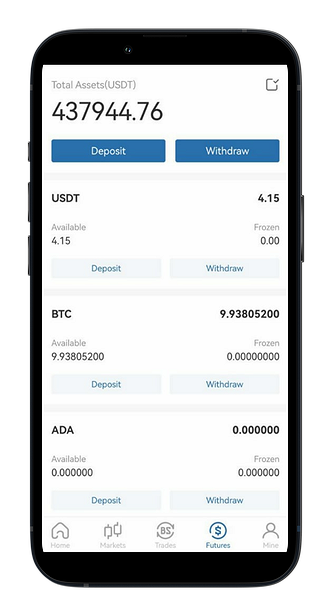 Total Assets(USDT)
437944.76
Deposit Withdraw
USDT 4.15
Available Frozen
4.15 0.00
Deposit Withdraw
BTC 9.93805200
Available Frozen
9.93805200 0.00000000
Deposit Withdraw
ADA 0.000000
Available Frozen
0.000000 0.000000
Deposit Withdraw
BS $
Home Markets Trades Futures Mine